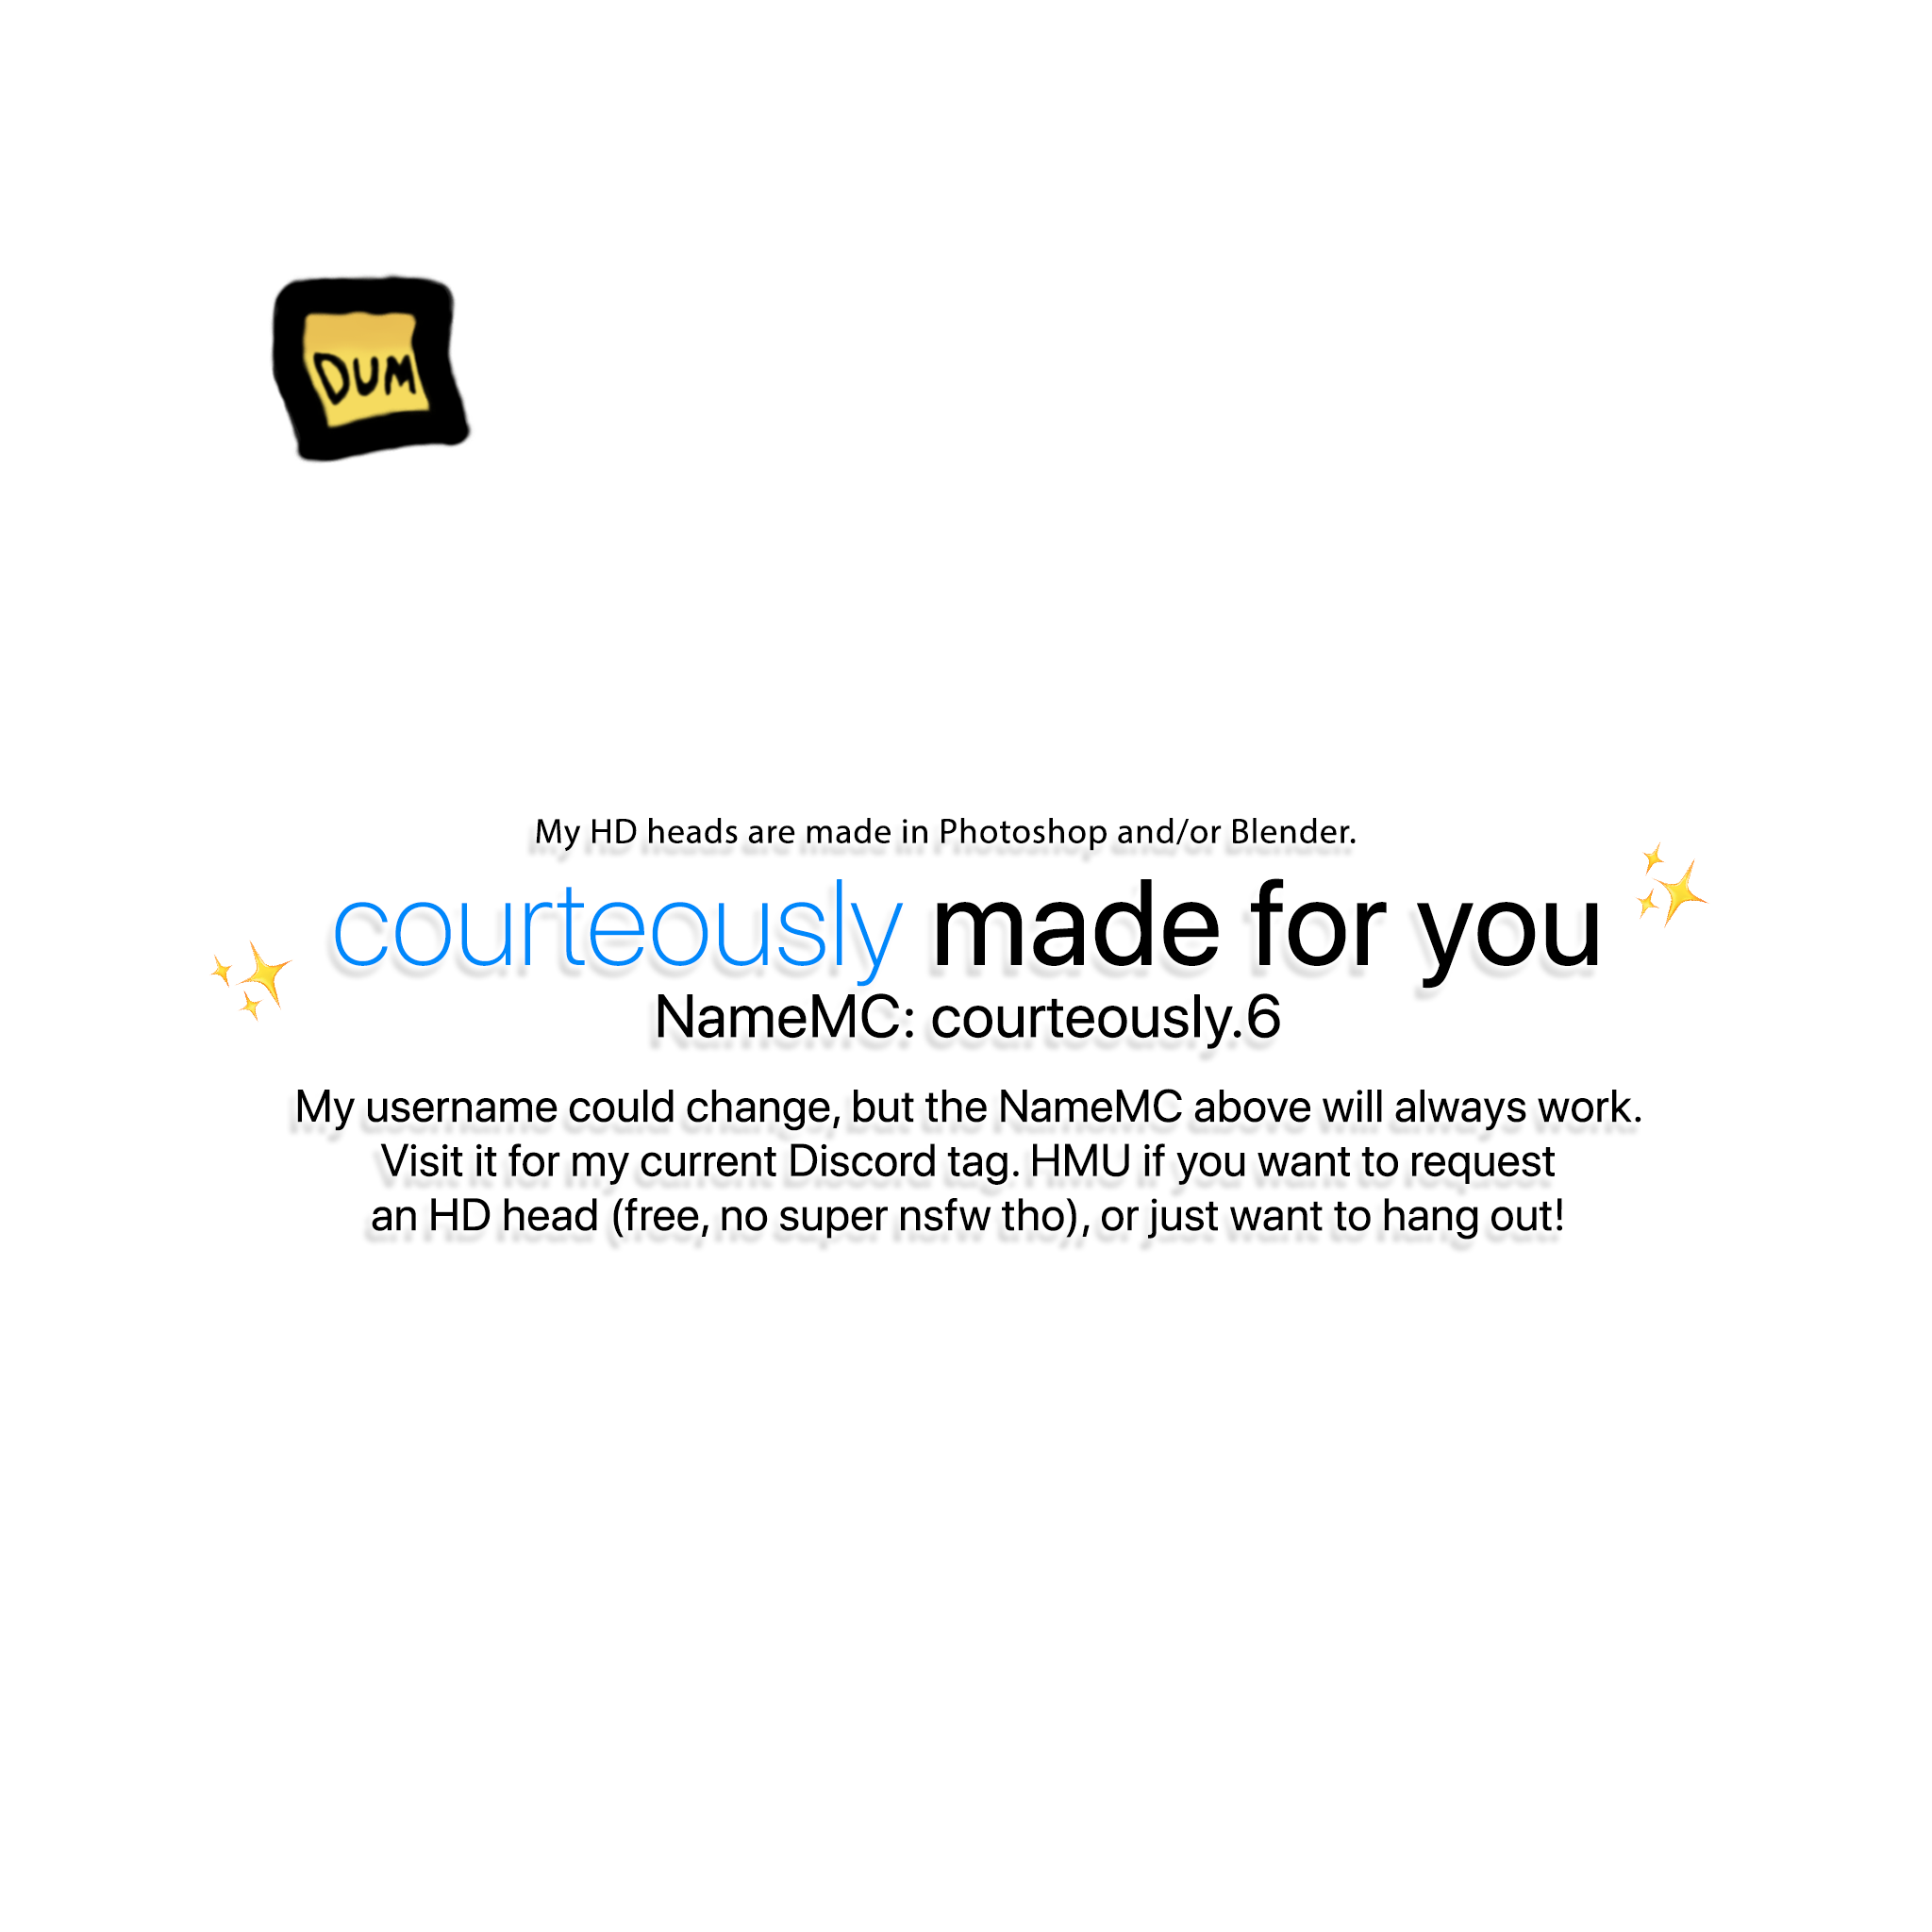 DUM
My HD heads are made in Photoshop and/or Blender.
courteously made for you
NameMC: courteously.6
My username could change, but the NameMC above will always work.
Visit it for my current Discord tag. HMU if you want to request
an HD head (free, no super nsfw tho), or just want to hang out!